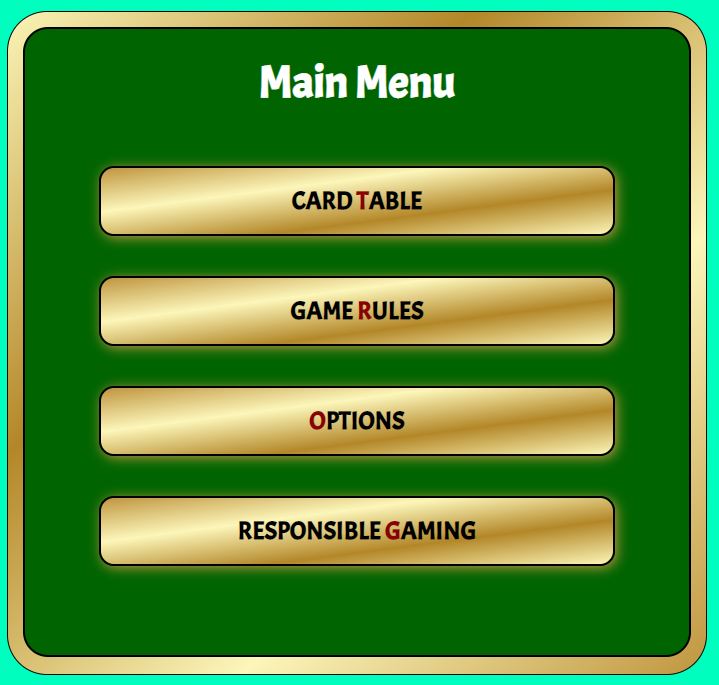 Main Menu
CARD TABLE
GAME RULES
OPTIONS
RESPONSIBLE GAMING